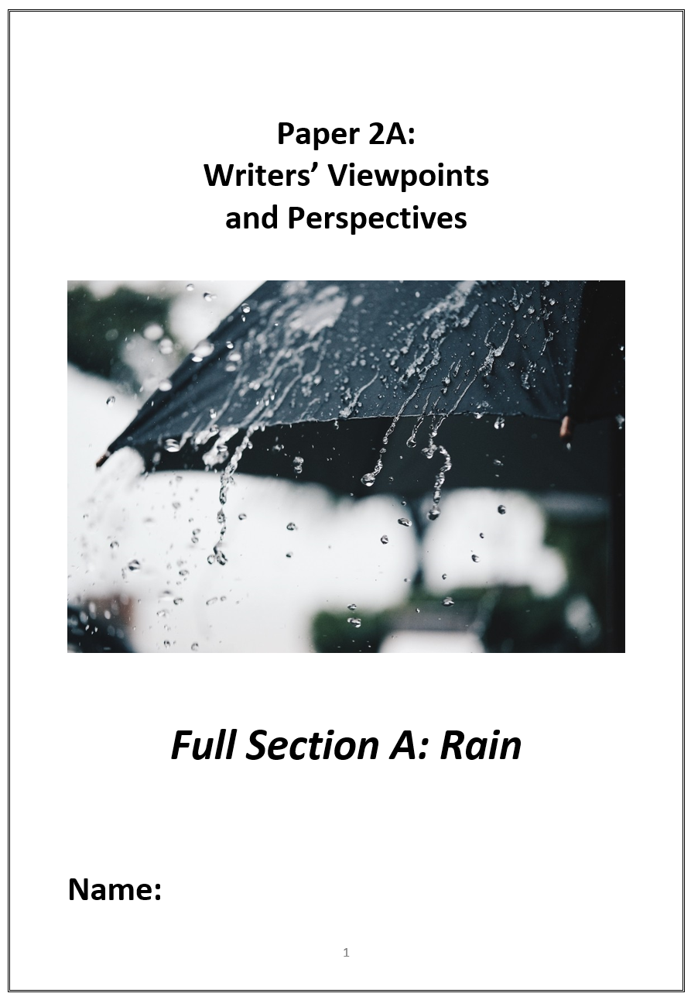 Paper 2A:
Writers’ Viewpoints
and Perspectives
Full Section A: Rain
Name:
1